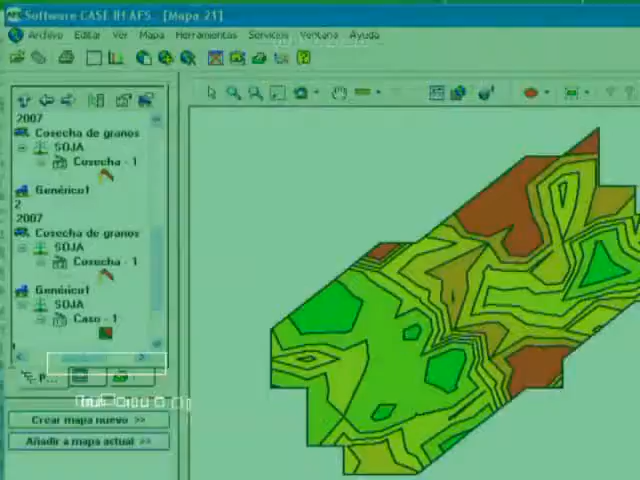 Software CASE IH AFS - [Mapa 21]
Archivo Editar Ver Mapa Herramientas Servicios Ventana Ayuda
2007
Cosecha de granos
SOJA
Cosecha - 1
Genérico1
2
2007
Cosecha de granos
SOJA
Cosecha - 1
Genérico1
SOJA
Caso - 1
P...
Crear mapa nuevo >>
Añadir a mapa actual >>